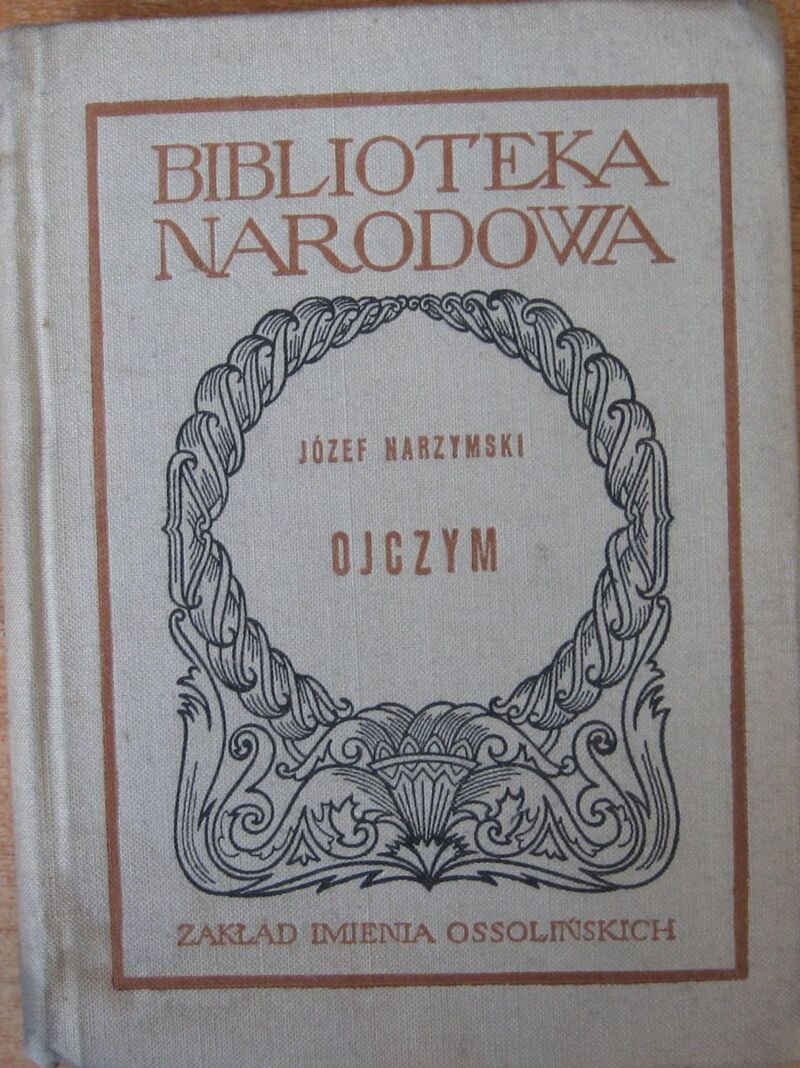 BIBLIOTEKA
NARODOWA
JÓZEF NARZYMSKI
OJCZYM
ZAKŁAD IMIENIA OSSOLIŃSKICH